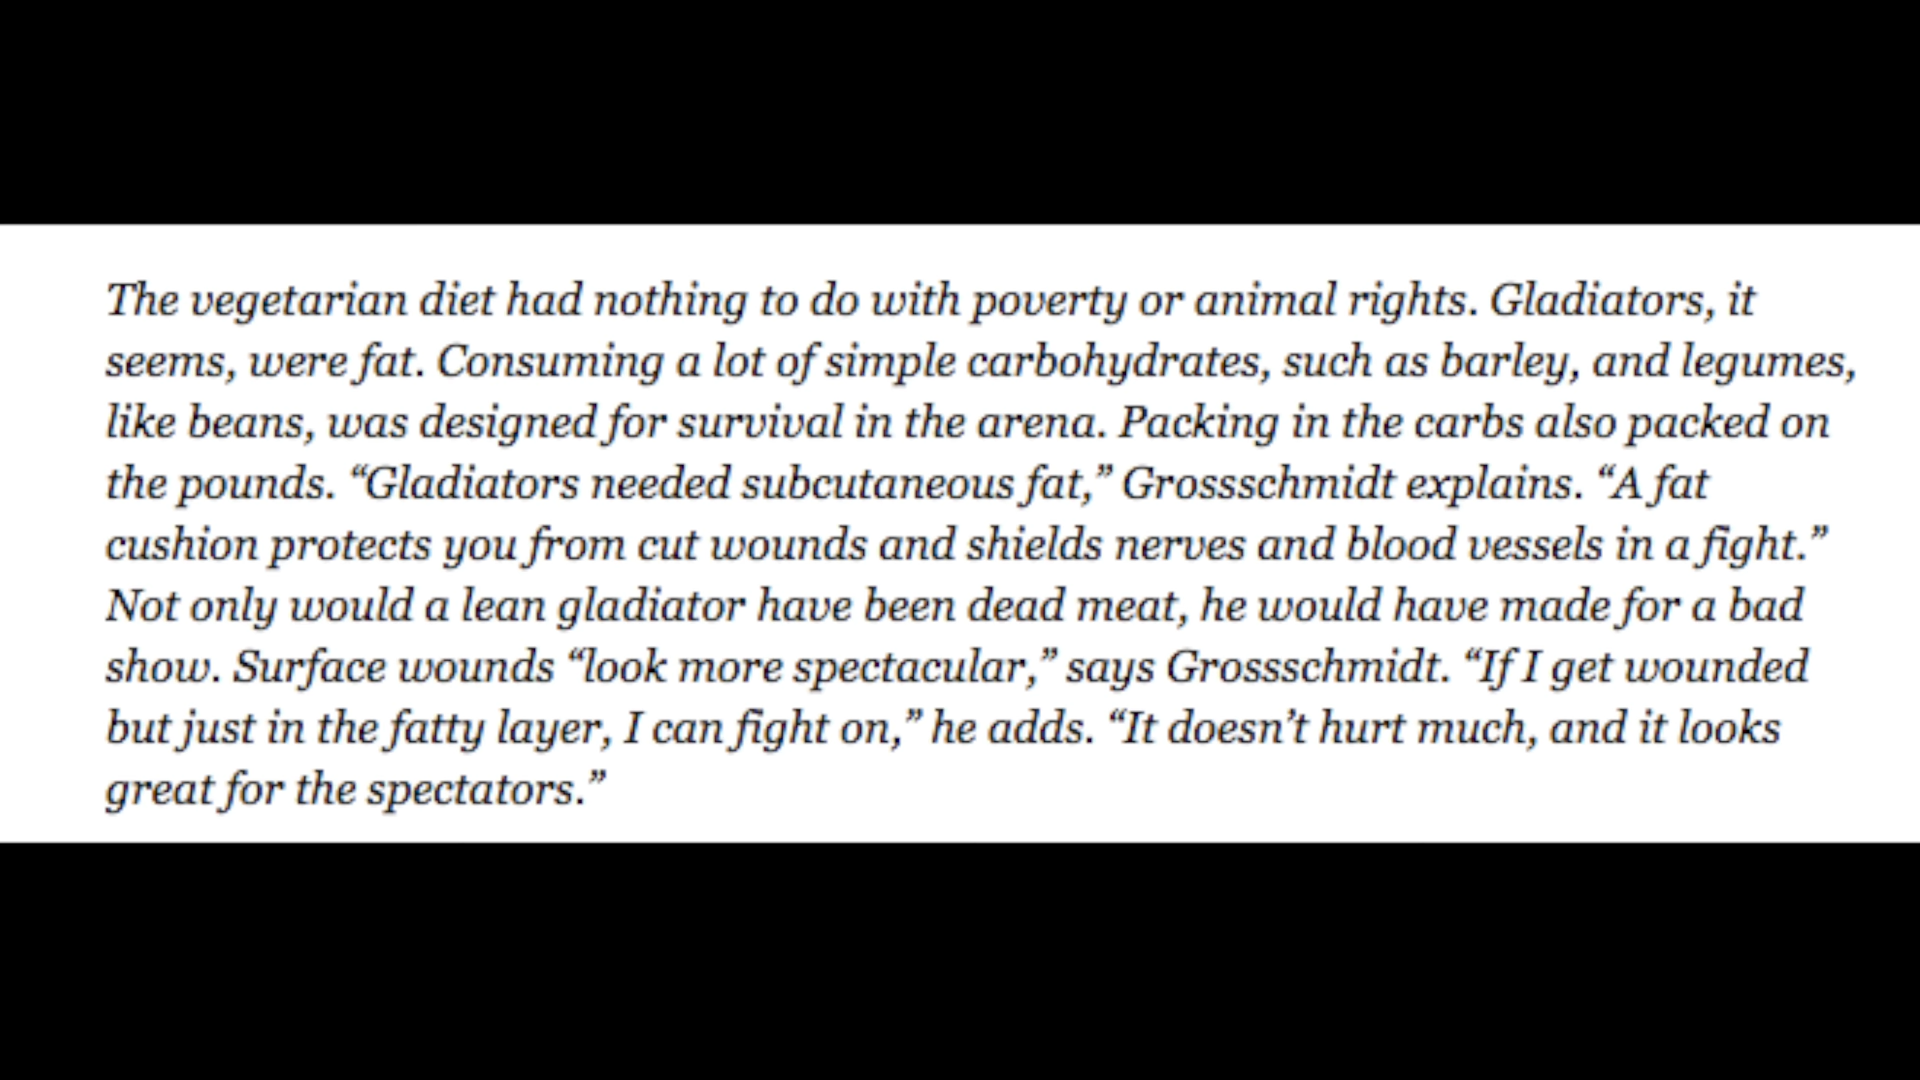 The vegetarian diet had nothing to do with poverty or animal rights. Gladiators, it
seems, were fat. Consuming a lot of simple carbohydrates, such as barley, and legumes,
like beans, was designed for survival in the arena. Packing in the carbs also packed on
the pounds. “Gladiators needed subcutaneous fat,” Grossschmidt explains. “A fat
cushion protects you from cut wounds and shields nerves and blood vessels in a fight.”
Not only would a lean gladiator have been dead meat, he would have made for a bad
show. Surface wounds “look more spectacular,” says Grossschmidt. “If I get wounded
but just in the fatty layer, I can fight on,” he adds. “It doesn’t hurt much, and it looks
great for the spectators.”